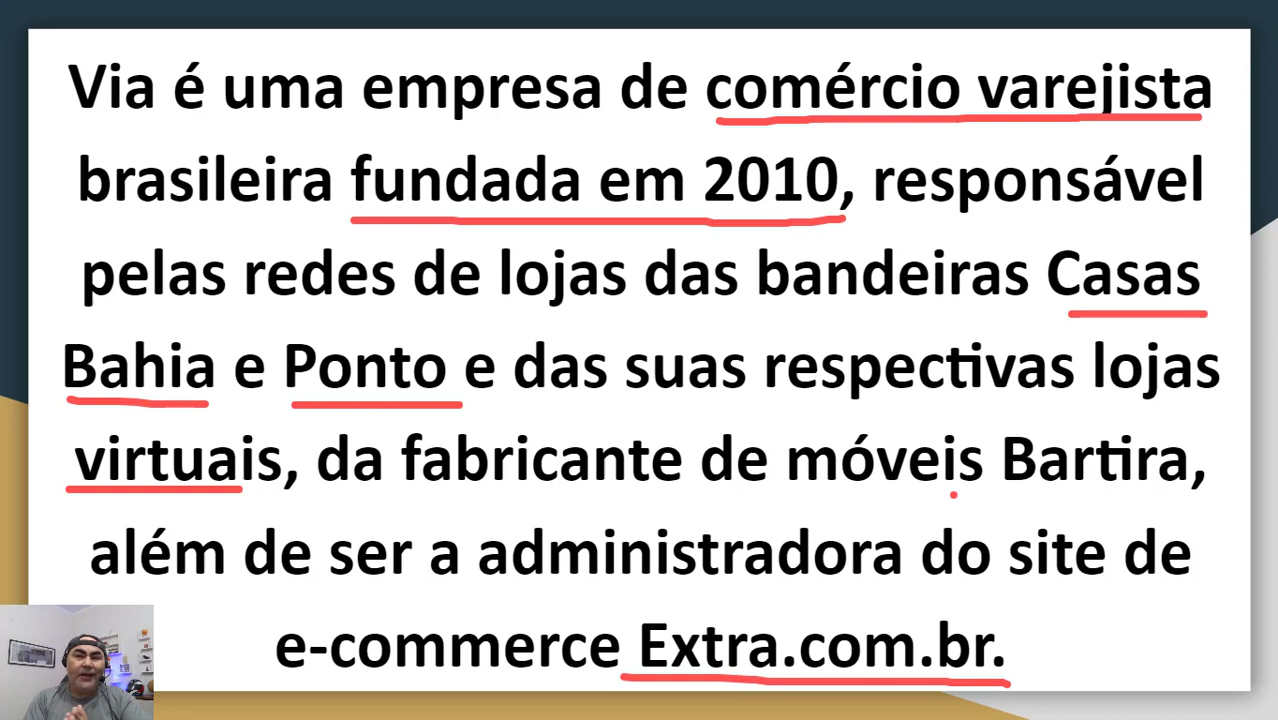 Via é uma empresa de comércio varejista
brasileira fundada em 2010, responsável
pelas redes de lojas das bandeiras Casas
Bahia e Ponto e das suas respectivas lojas
virtuais, da fabricante de móveis Bartira,
além de ser a administradora do site de
e-commerce Extra.com.br.